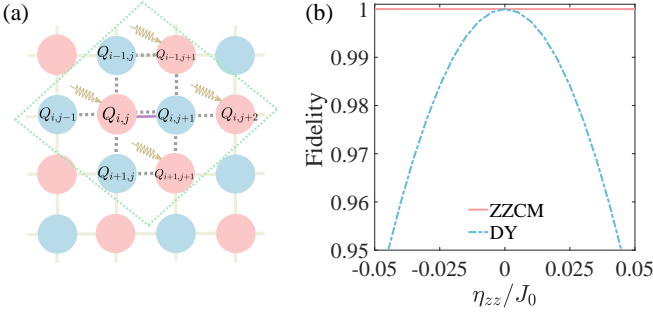 (a)
Q_{i-1,j} Q_{i-1,j+1}
Q_{i,j-1} Q_{i,j} Q_{i,j+1} Q_{i,j+2}
Q_{i+1,j} Q_{i+1,j+1}
(b)
1
0.99
0.98
0.97
0.96
0.95
Fidelity
ZZCM
DY
-0.05 -0.025 0 0.025 0.05
η_{zz}/J_0